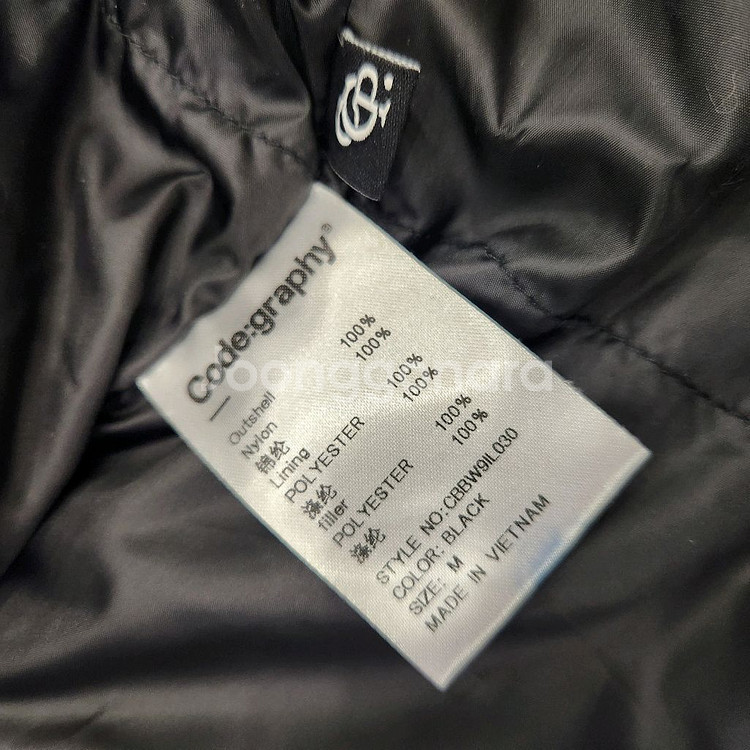 Code:graphy®
Outshell
Nylon 100%
锦纶 100%
Lining
POLYESTER 100%
涤纶 100%
filler
POLYESTER 100%
涤纶 100%
STYLE NO:CBBW9IL030
COLOR: BLACK
SIZE: M
MADE IN VIETNAM